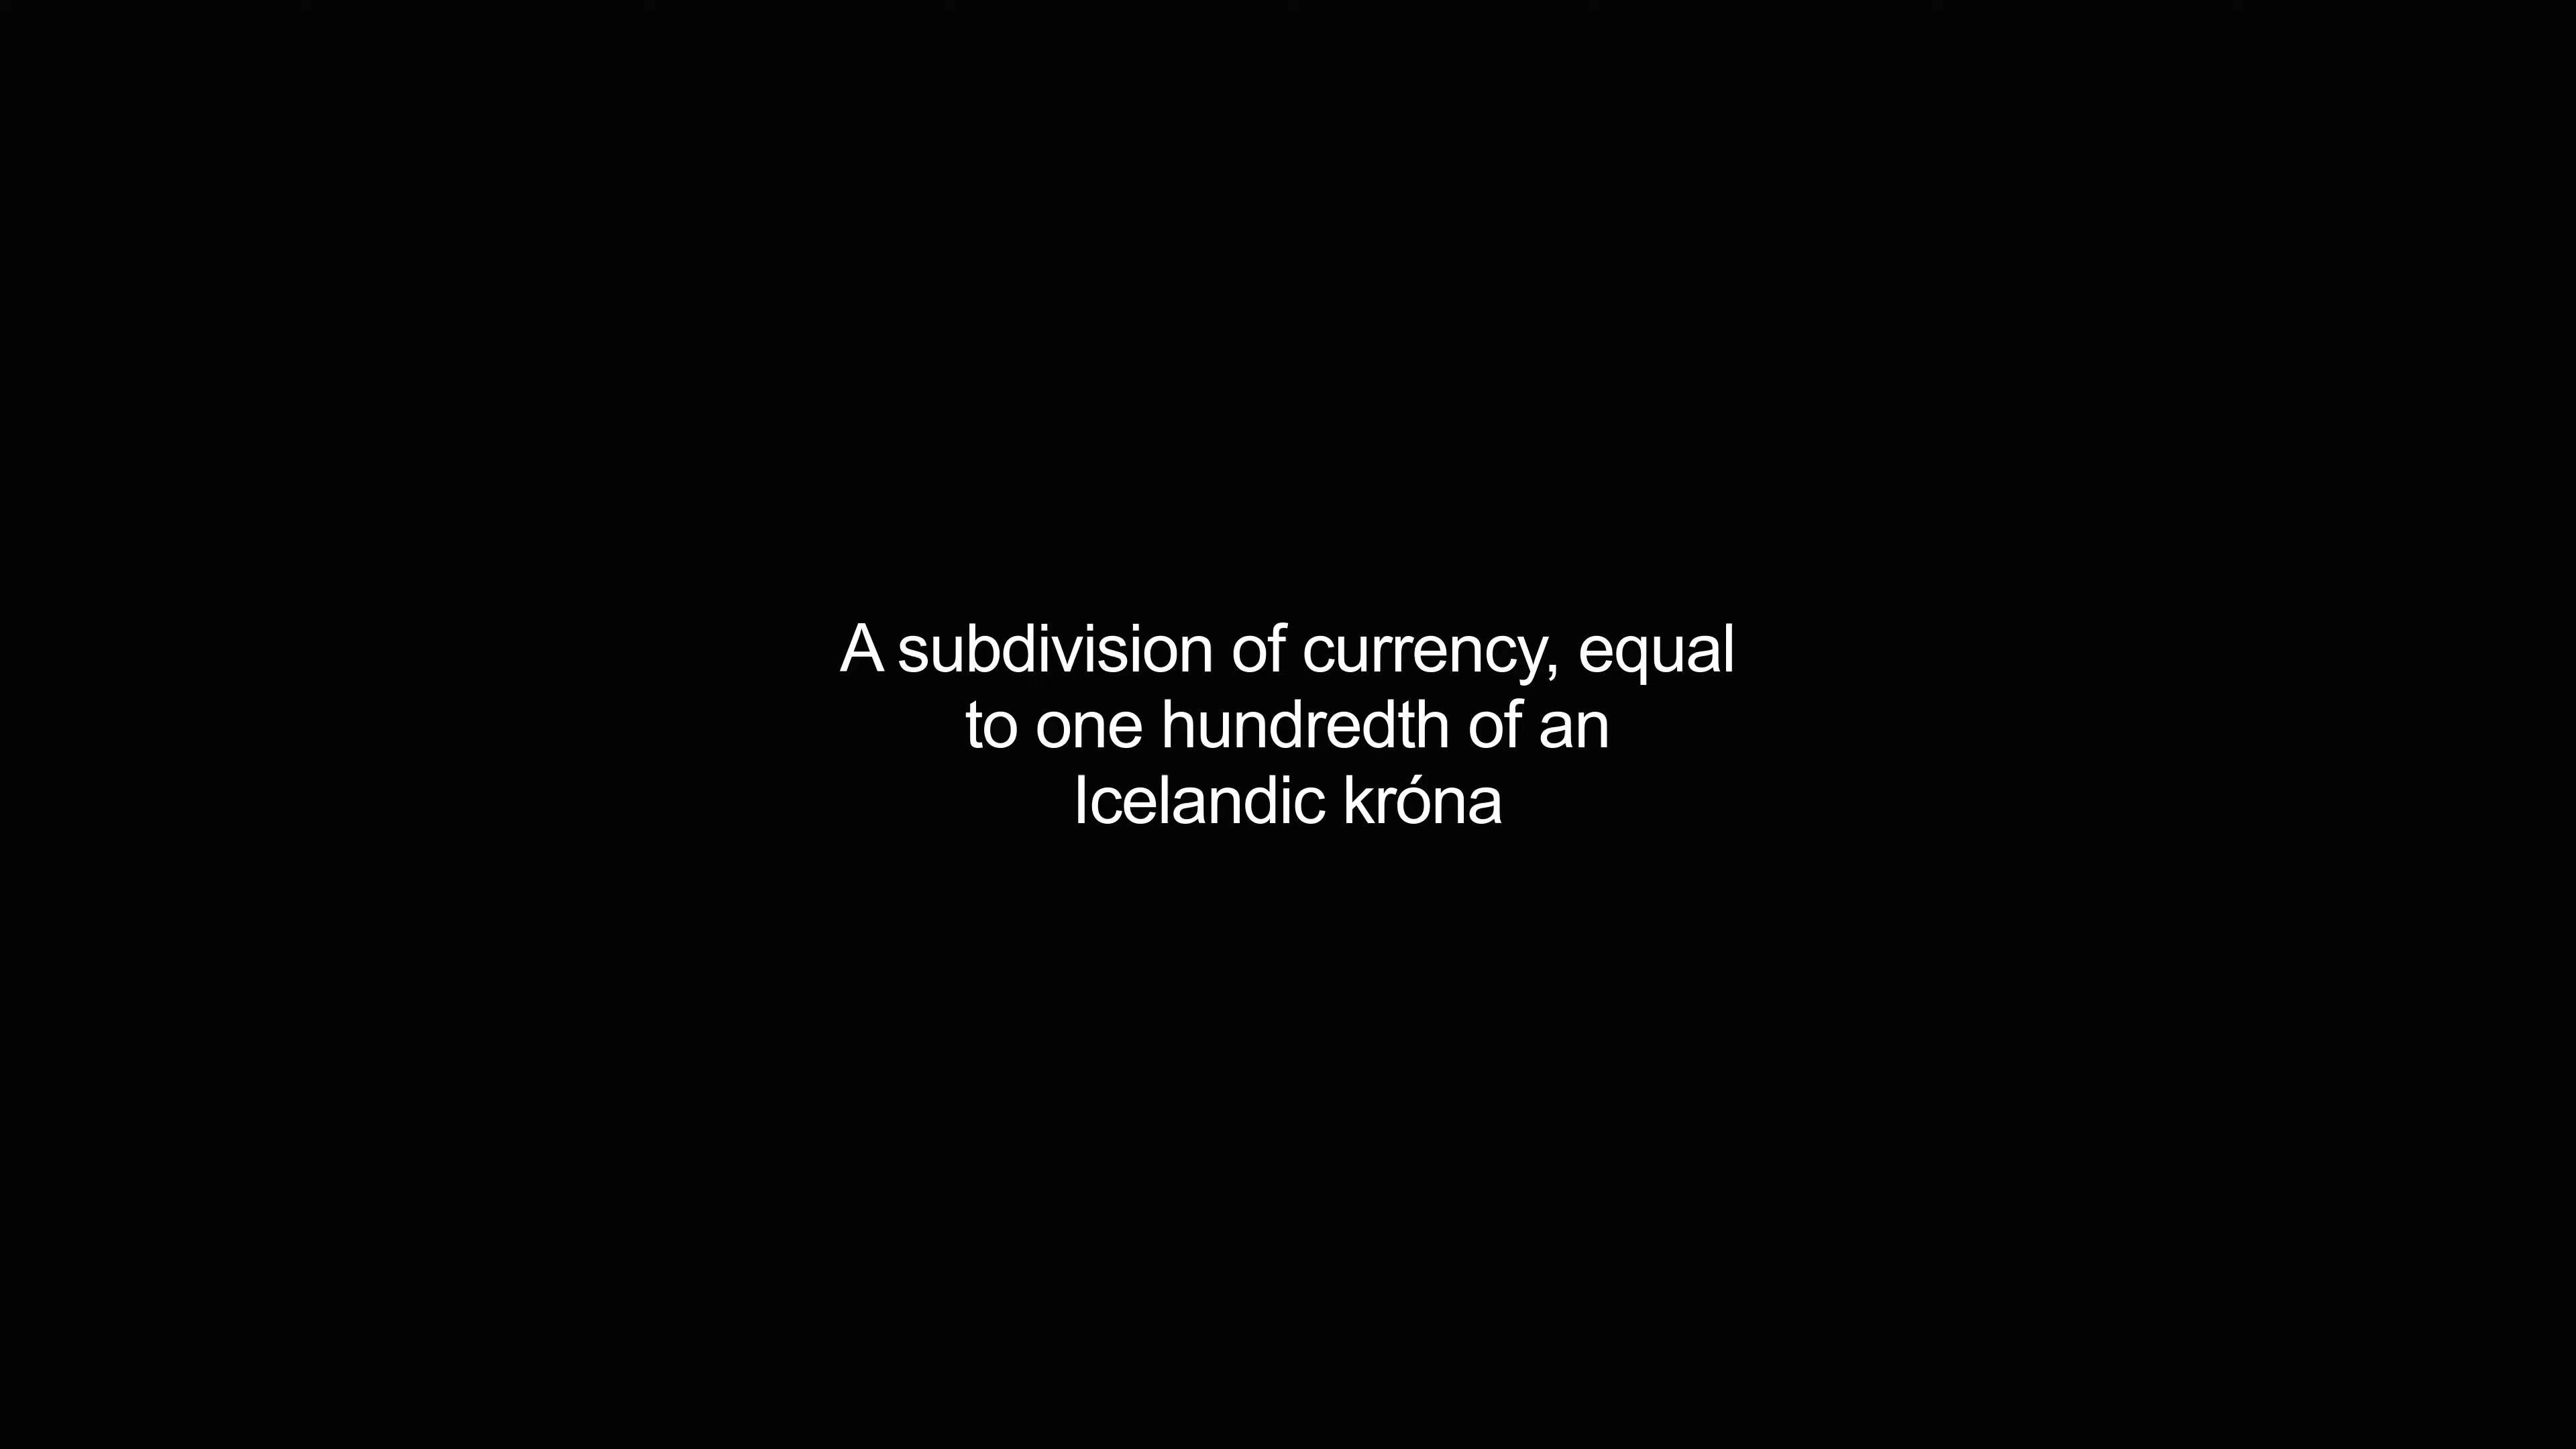 A subdivision of currency, equal
to one hundredth of an
Icelandic króna